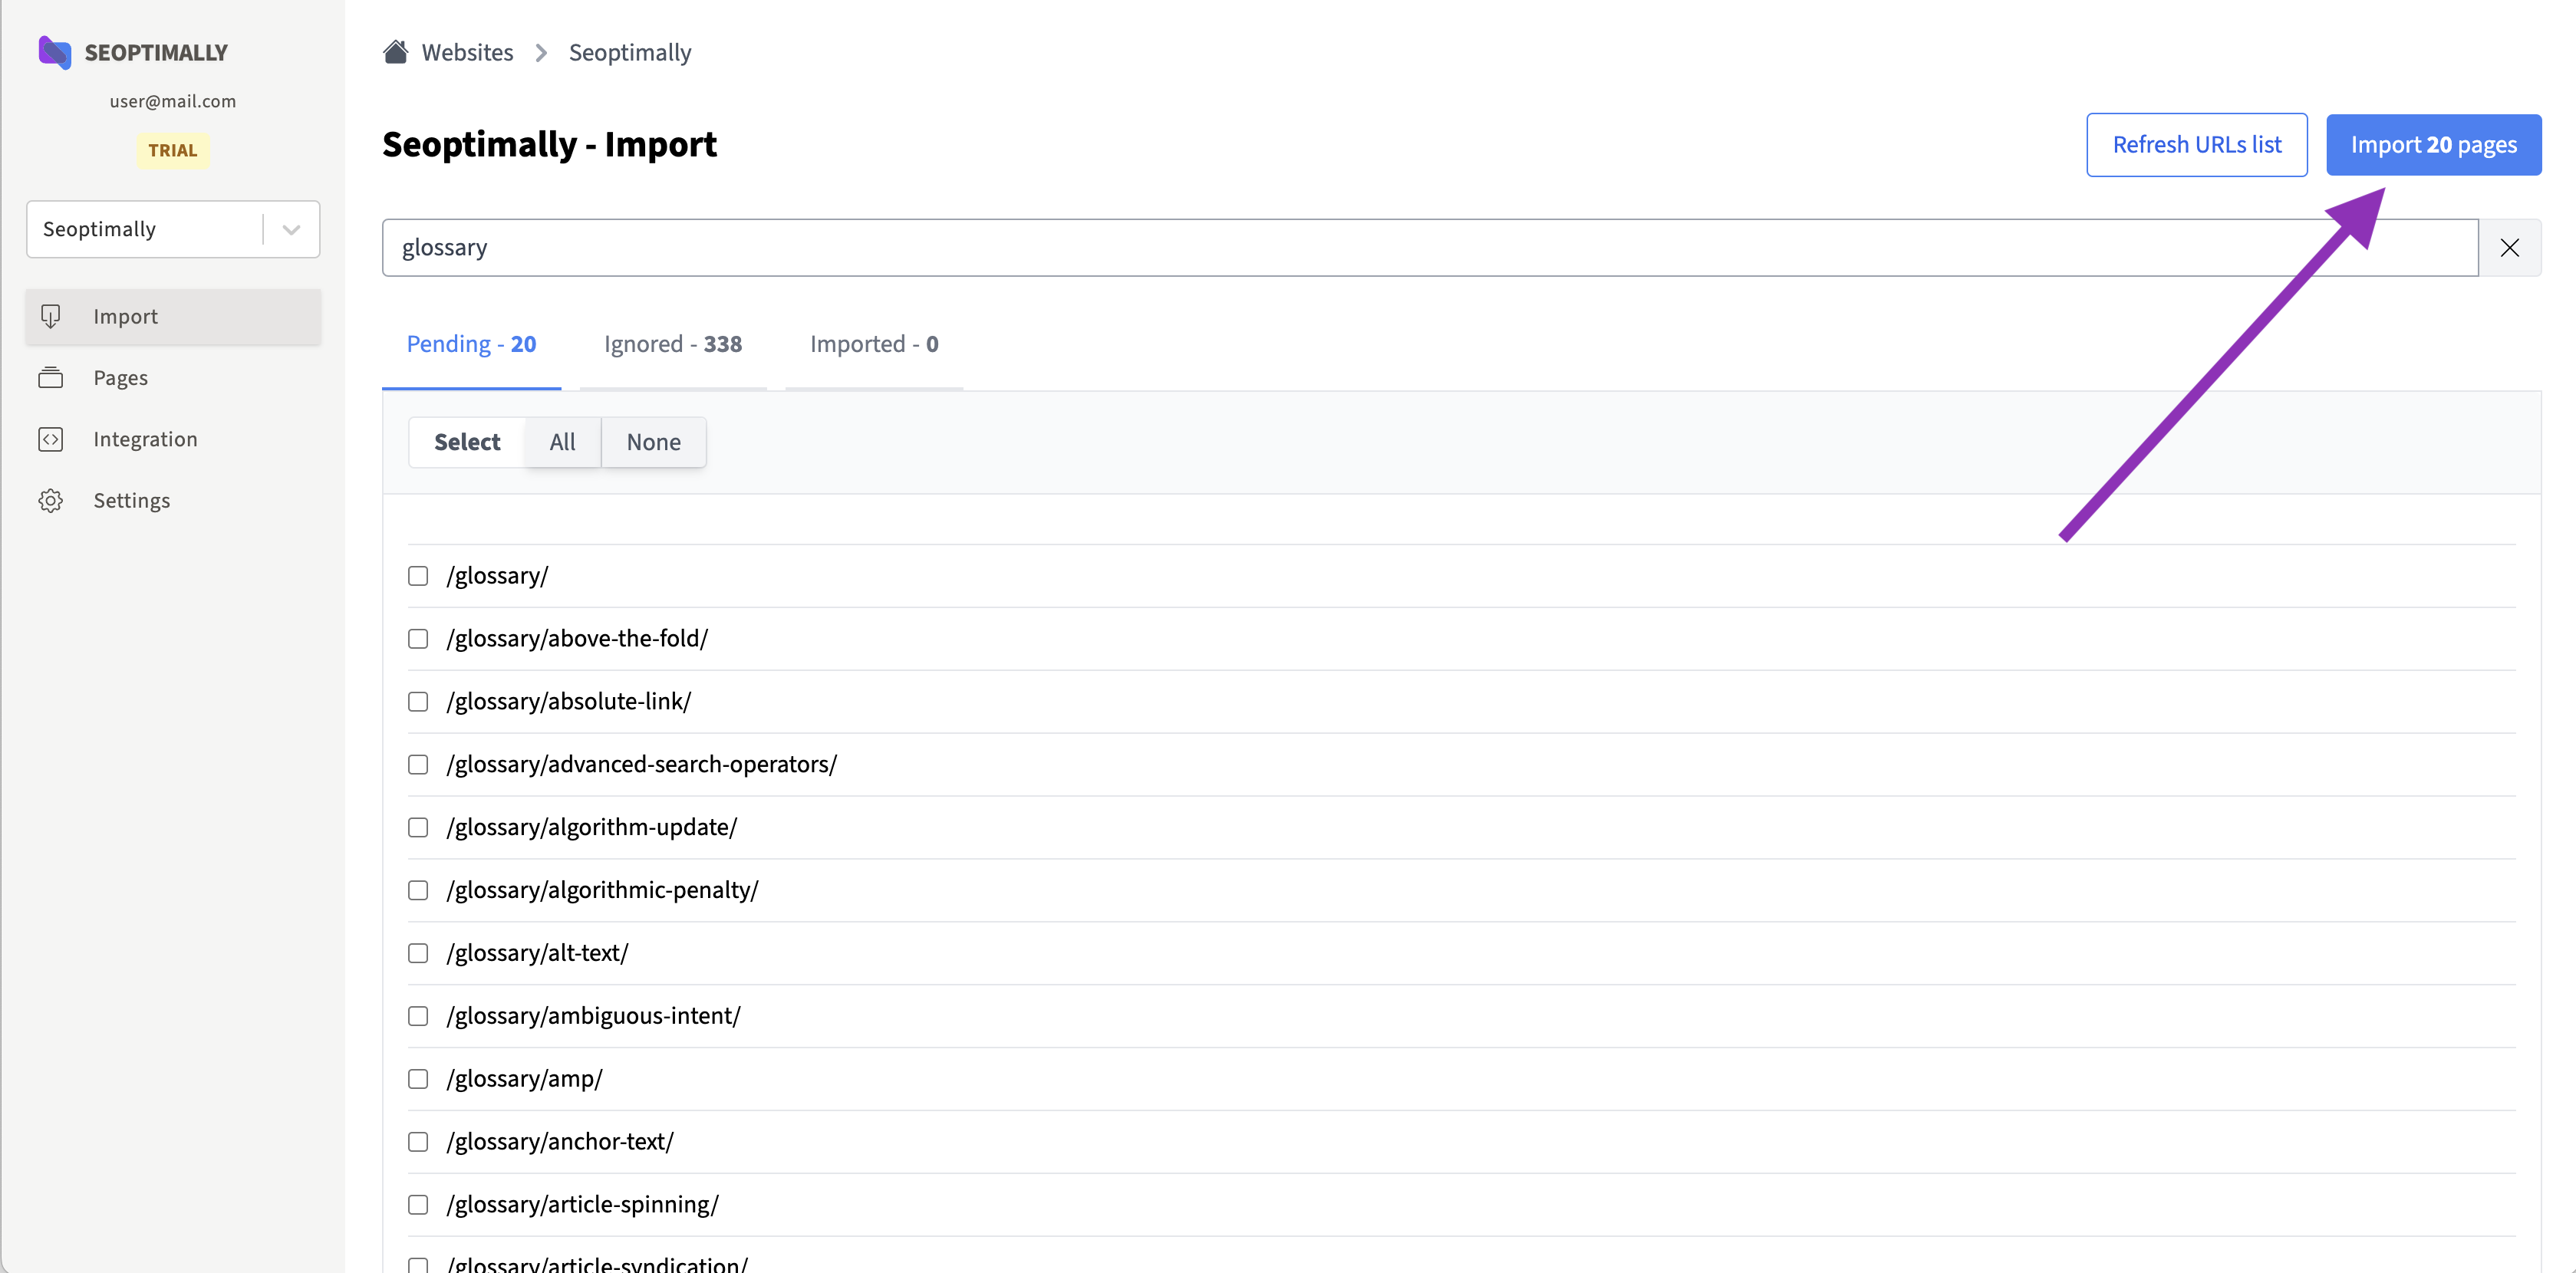 SEOPTIMALLY
user@mail.com
TRIAL
Seoptimally
Import
Pages
Integration
Settings
Websites
Seoptimally
Seoptimally - Import
Refresh URLs list
Import 20 pages
glossary
Pending - 20
Ignored - 338
Imported - 0
Select
All
None
/glossary/
/glossary/above-the-fold/
/glossary/absolute-link/
/glossary/advanced-search-operators/
/glossary/algorithm-update/
/glossary/algorithmic-penalty/
/glossary/alt-text/
/glossary/ambiguous-intent/
/glossary/amp/
/glossary/anchor-text/
/glossary/article-spinning/
/glossary/article-syndication/